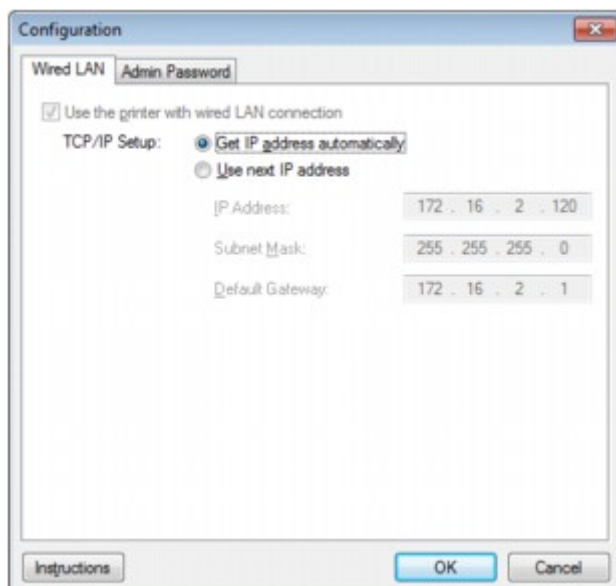 Configuration
Wired LAN
Admin Password
Use the printer with wired LAN connection
TCP/IP Setup:
Get IP address automatically
Use next IP address
IP Address: 172 . 16 . 2 . 120
Subnet Mask: 255 . 255 . 255 . 0
Default Gateway: 172 . 16 . 2 . 1
Instructions
OK
Cancel